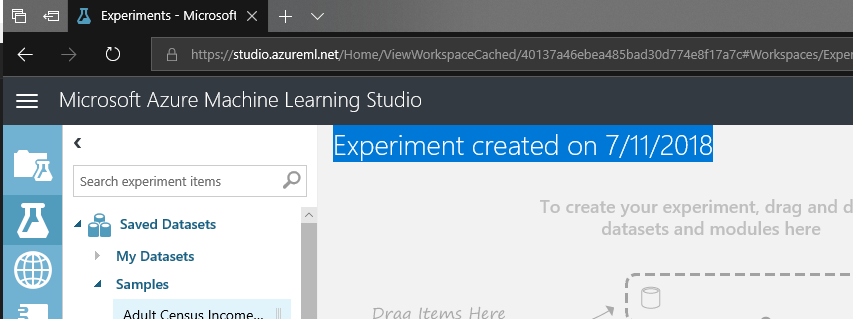 Experiments - Microsoft
https://studio.azureml.net/Home/ViewWorkspaceCached/40137a46ebea485bad30d774e8f17a7c#Workspaces/Exper
Microsoft Azure Machine Learning Studio
Experiment created on 7/11/2018
Search experiment items
To create your experiment, drag and d
datasets and modules here
Saved Datasets
My Datasets
Samples
Adult Census Income...
Drag Items Here